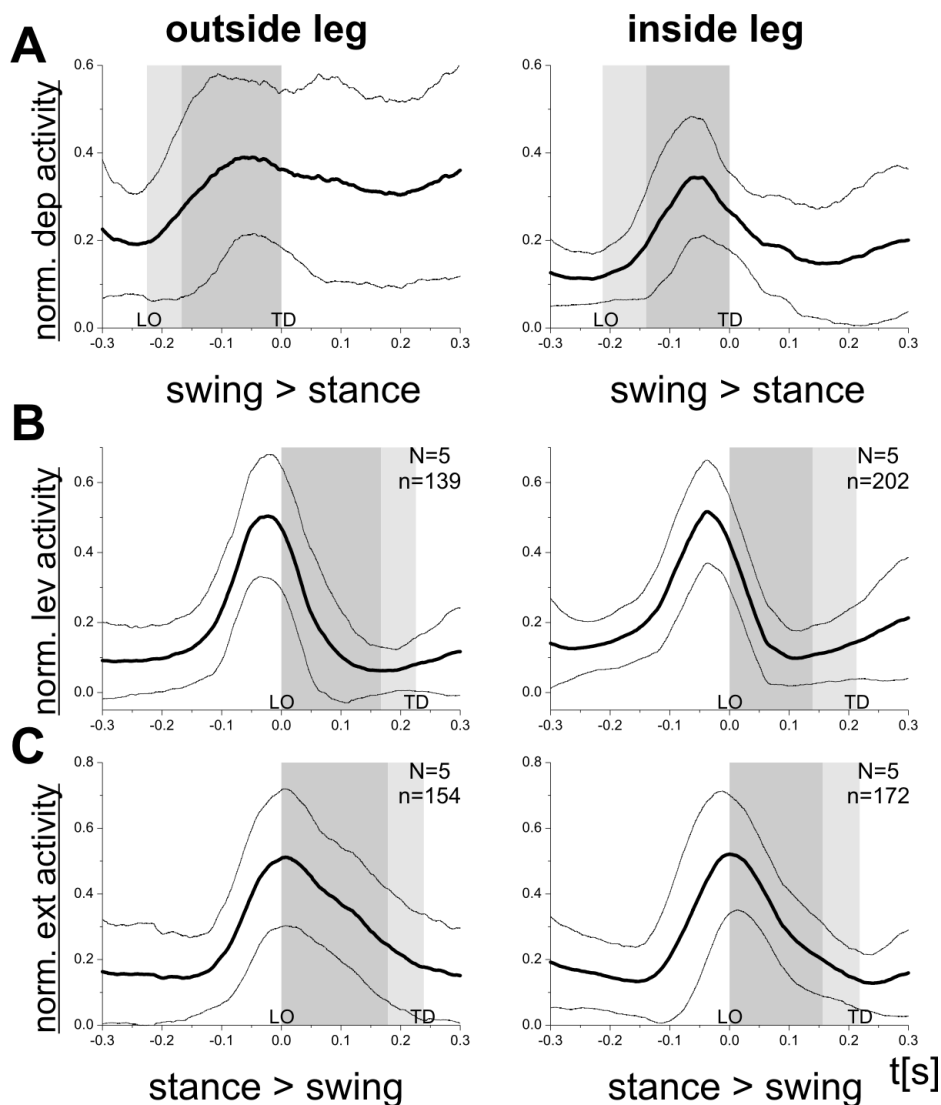 A
outside leg
inside leg
norm. dep activity
0.6
0.4
0.2
0.0
LO
TD
-0.3
-0.2
-0.1
0.0
0.1
0.2
0.3
0.6
0.4
0.2
0.0
LO
TD
-0.3
-0.2
-0.1
0.0
0.1
0.2
0.3
swing > stance
swing > stance
B
norm. lev activity
0.6
0.4
0.2
0.0
N=5
n=139
LO
TD
-0.3
-0.2
-0.1
0.0
0.1
0.2
0.3
0.6
0.4
0.2
0.0
N=5
n=202
LO
TD
-0.3
-0.2
-0.1
0.0
0.1
0.2
0.3
C
norm. ext activity
0.8
0.6
0.4
0.2
0.0
N=5
n=154
LO
TD
-0.3
-0.2
-0.1
0.0
0.1
0.2
0.3
0.8
0.6
0.4
0.2
0.0
N=5
n=172
LO
TD
-0.3
-0.2
-0.1
0.0
0.1
0.2
0.3
stance > swing
stance > swing
t[s]